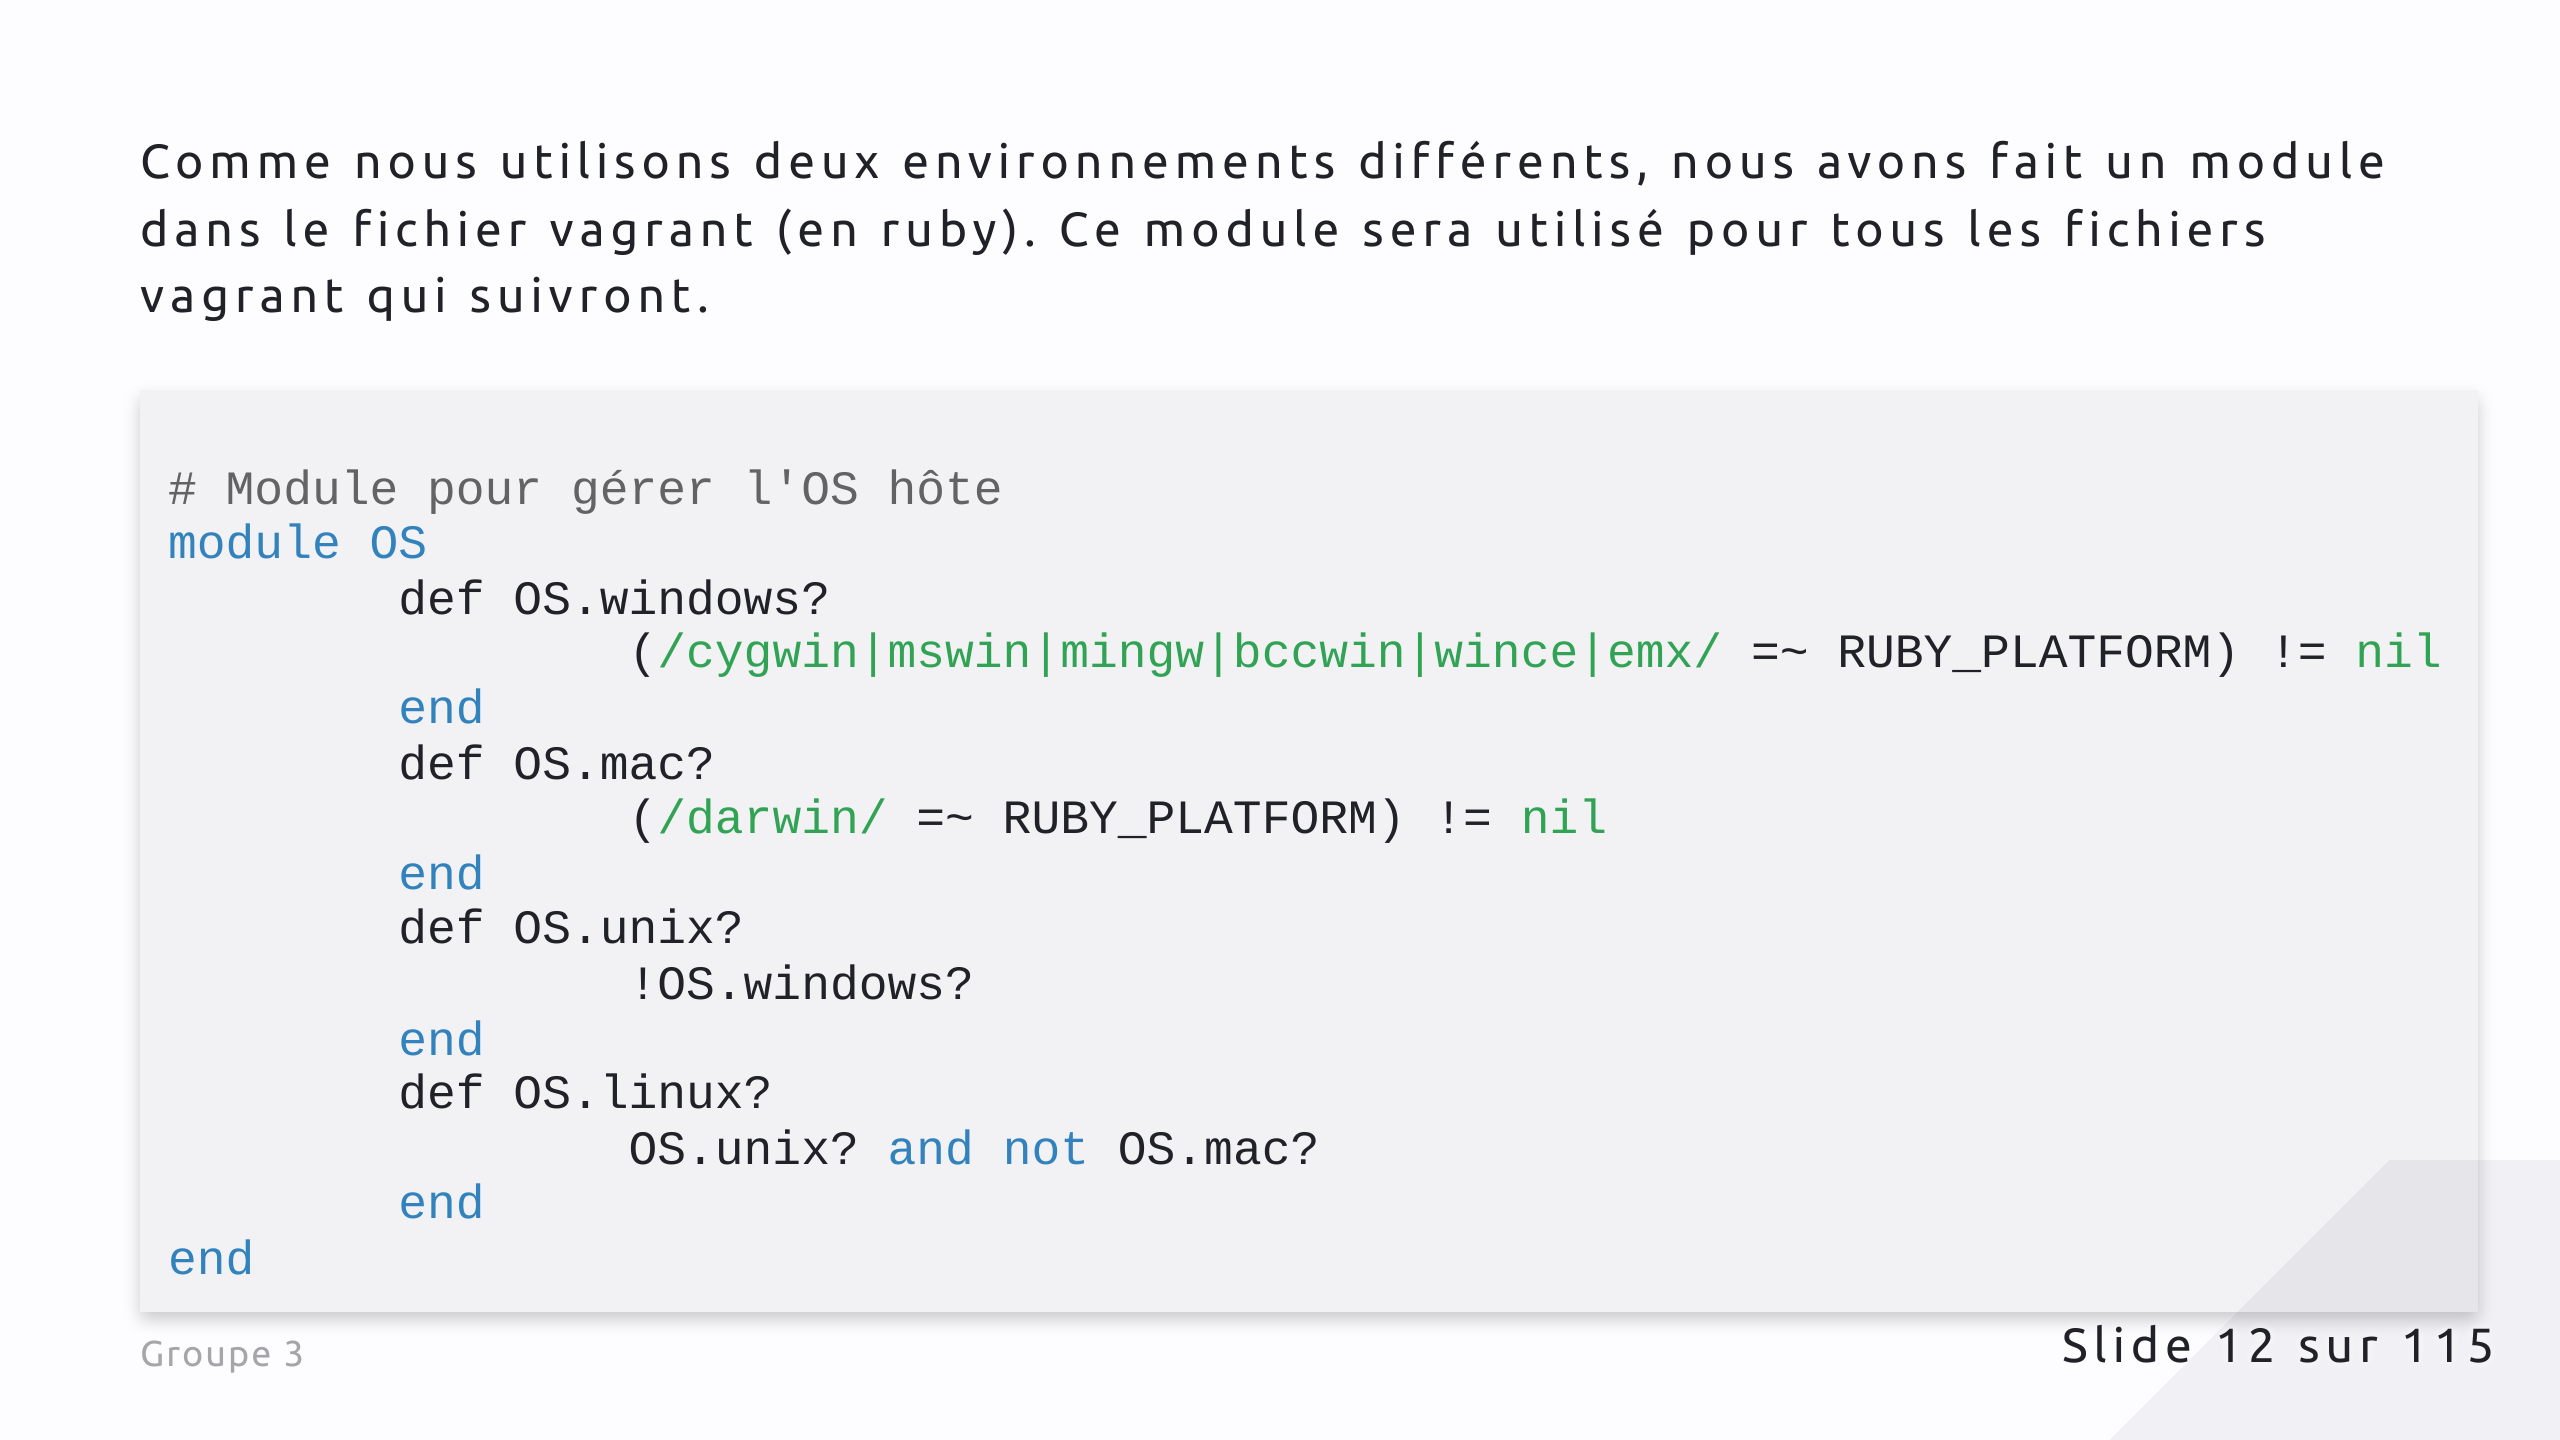 Comme nous utilisons deux environnements différents, nous avons fait un module
dans le fichier vagrant (en ruby). Ce module sera utilisé pour tous les fichiers
vagrant qui suivront.
# Module pour gérer l'OS hôte
module OS
        def OS.windows?
                (/cygwin|mswin|mingw|bccwin|wince|emx/ =~ RUBY_PLATFORM) != nil
        end
        def OS.mac?
                (/darwin/ =~ RUBY_PLATFORM) != nil
        end
        def OS.unix?
                !OS.windows?
        end
        def OS.linux?
                OS.unix? and not OS.mac?
        end
end
Groupe 3
Slide 12 sur 115